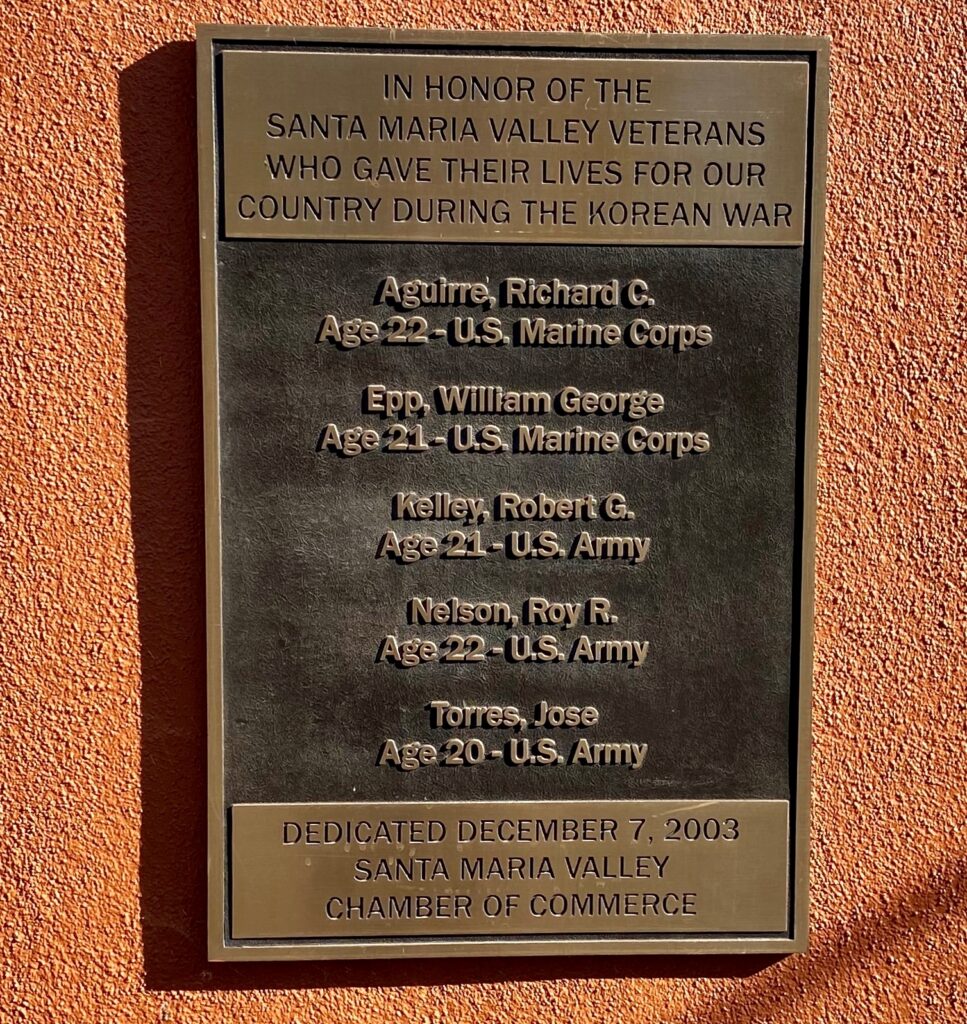 IN HONOR OF THE
SANTA MARIA VALLEY VETERANS
WHO GAVE THEIR LIVES FOR OUR
COUNTRY DURING THE KOREAN WAR
Aguirre, Richard C.
Age 22 - U.S. Marine Corps
Epp, William George
Age 21 - U.S. Marine Corps
Kelley, Robert G.
Age 21 - U.S. Army
Nelson, Roy R.
Age 22 - U.S. Army
Torres, Jose
Age 20 - U.S. Army
DEDICATED DECEMBER 7, 2003
SANTA MARIA VALLEY
CHAMBER OF COMMERCE